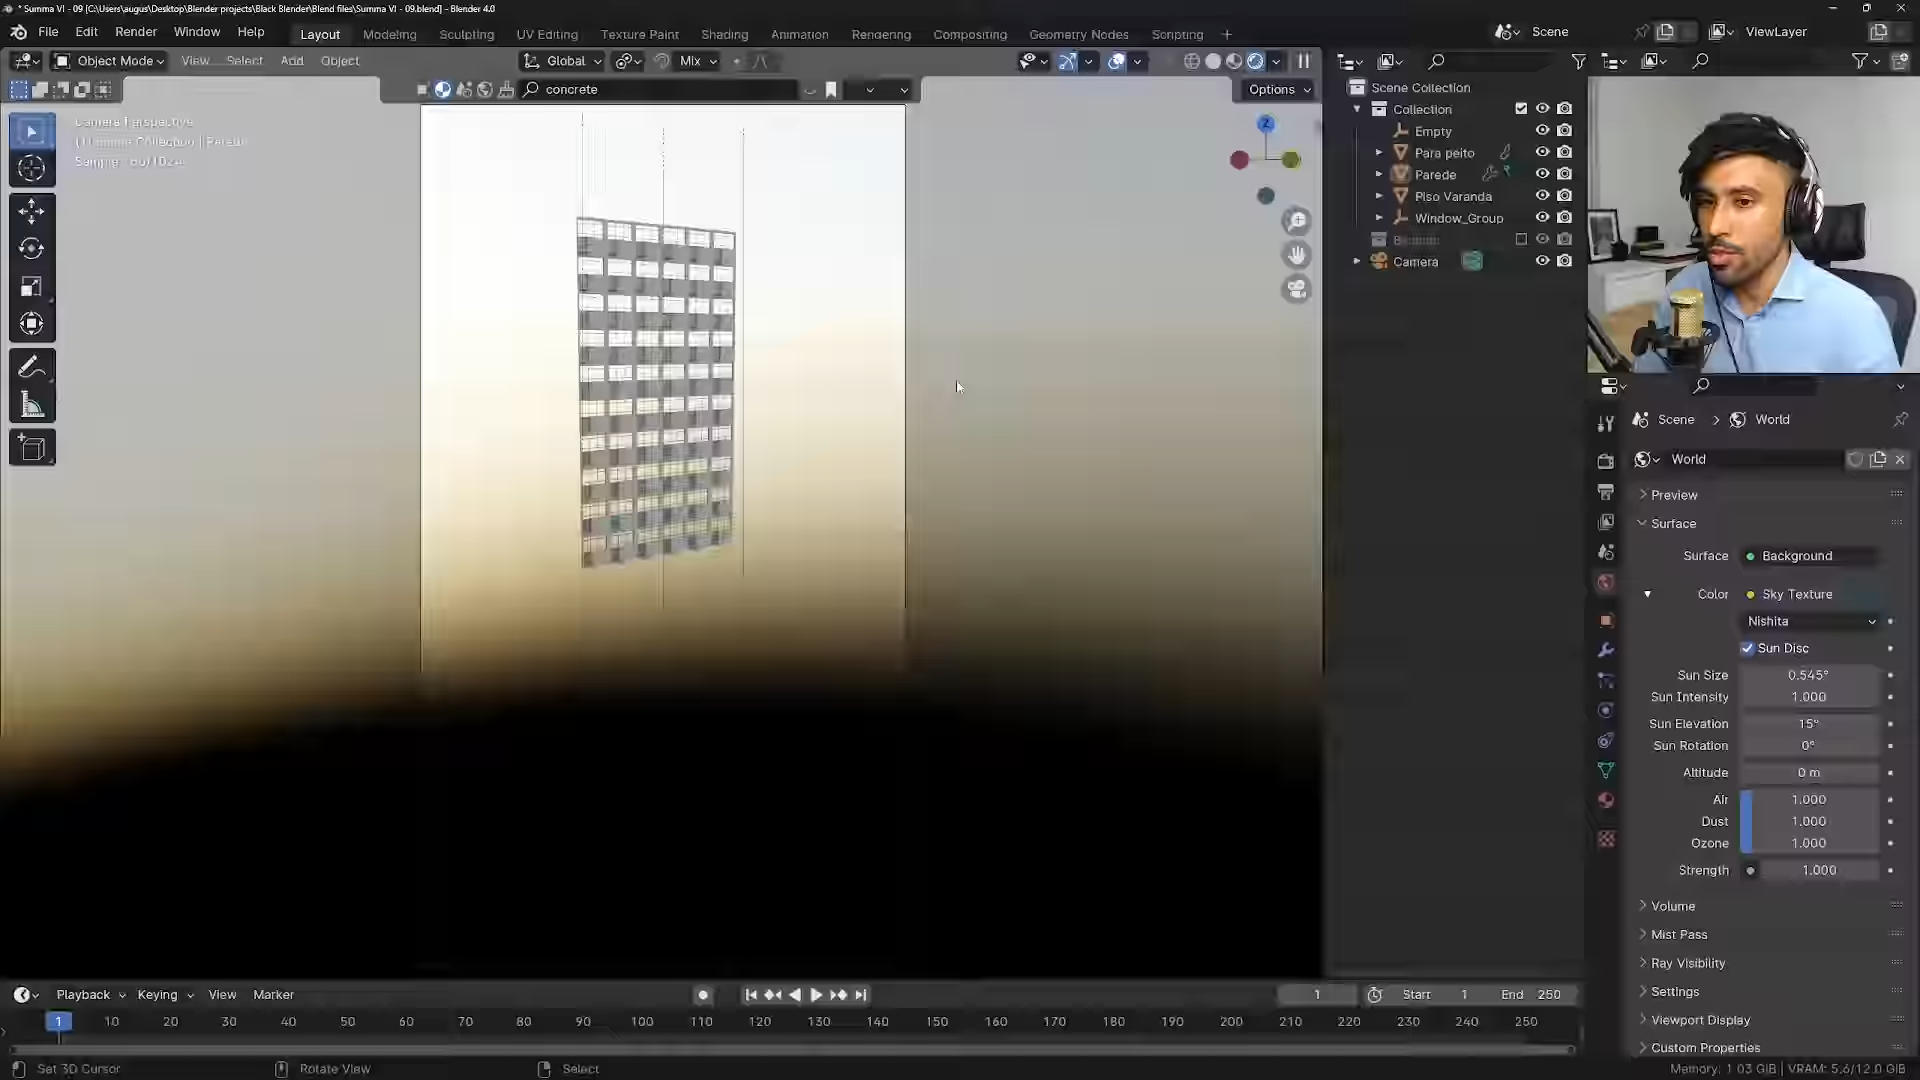 * Summa VI - 09 [C:\Users\augus\Desktop\Blender projects\Black Blender\Blend files\Summa VI - 09.blend] - Blender 4.0
File Edit Render Window Help Layout Modeling Sculpting UV Editing Texture Paint Shading Animation Rendering Compositing Geometry Nodes Scripting + Scene ViewLayer
Object Mode View Select Add Object Global Mix
concrete Options
Camera Perspective
Z
Scene Collection
Collection
Empty
Para peito
Parede
Piso Varanda
Window_Group
Camera
Scene > World
World
Preview
Surface
Surface Background
Color Sky Texture
Nishita
Sun Disc
Sun Size 0.545°
Sun Intensity 1.000
Sun Elevation 15°
Sun Rotation 0°
Altitude 0 m
Air 1.000
Dust 1.000
Ozone 1.000
Strength 1.000
Volume
Mist Pass
Ray Visibility
Settings
Viewport Display
Custom Properties
Playback Keying View Marker 1 Start 1 End 250
1 10 20 30 40 50 60 70 80 90 100 110 120 130 140 150 160 170 180 190 200 210 220 230 240 250
Set 3D Cursor Rotate View Select Memory: 1.03 GiB | VRAM: 5.6/12.0 GiB